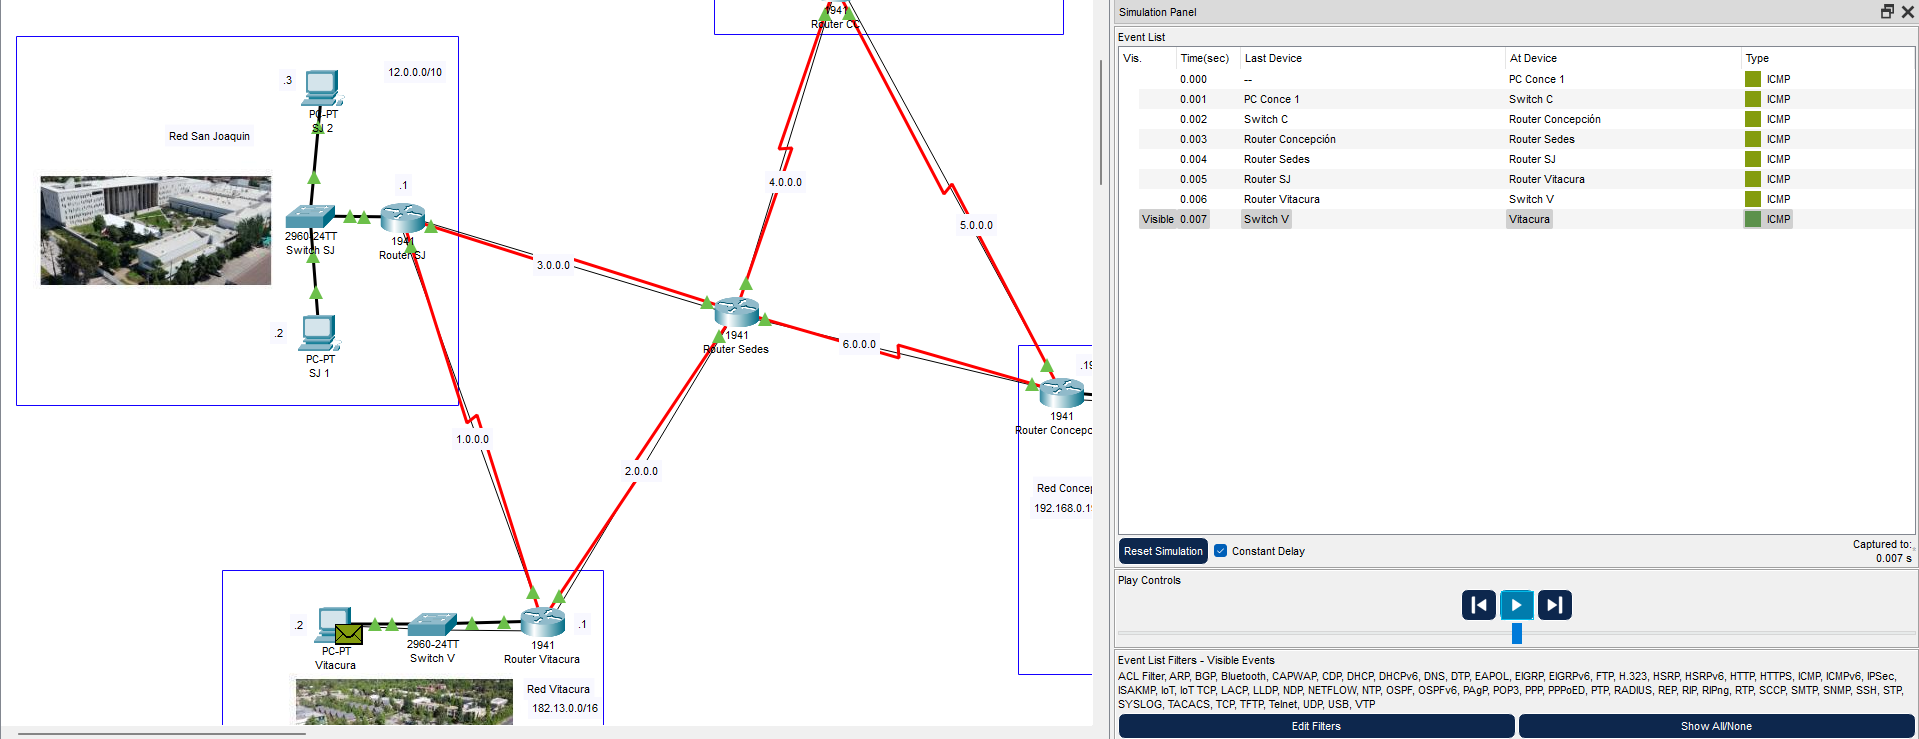 1941
Router CC
.3
12.0.0.0/10
PC-PT
SJ 2
Red San Joaquin
.1
2960-24TT
Switch SJ
1941
Router SJ
3.0.0.0
4.0.0.0
5.0.0.0
.2
PC-PT
SJ 1
1941
Router Sedes
6.0.0.0
.19
1941
Router Concepc
1.0.0.0
2.0.0.0
Red Concep
192.168.0.1
.2
PC-PT
Vitacura
2960-24TT
Switch V
1941
Router Vitacura
.1
Red Vitacura
182.13.0.0/16
Simulation Panel
Event List
Vis. Time(sec) Last Device At Device Type
0.000 -- PC Conce 1 ICMP
0.001 PC Conce 1 Switch C ICMP
0.002 Switch C Router Concepción ICMP
0.003 Router Concepción Router Sedes ICMP
0.004 Router Sedes Router SJ ICMP
0.005 Router SJ Router Vitacura ICMP
0.006 Router Vitacura Switch V ICMP
Visible 0.007 Switch V Vitacura ICMP
Reset Simulation Constant Delay
Captured to:
0.007 s
Play Controls
Event List Filters - Visible Events
ACL Filter, ARP, BGP, Bluetooth, CAPWAP, CDP, DHCP, DHCPv6, DNS, DTP, EAPOL, EIGRP, EIGRPv6, FTP, H.323, HSRP, HSRPv6, HTTP, HTTPS, ICMP, ICMPv6, IPSec,
ISAKMP, IoT, IoT TCP, LACP, LLDP, NDP, NETFLOW, NTP, OSPF, OSPFv6, PAgP, POP3, PPP, PPPoED, PTP, RADIUS, REP, RIP, RIPng, RTP, SCCP, SMTP, SNMP, SSH, STP,
SYSLOG, TACACS, TCP, TFTP, Telnet, UDP, USB, VTP
Edit Filters Show All/None